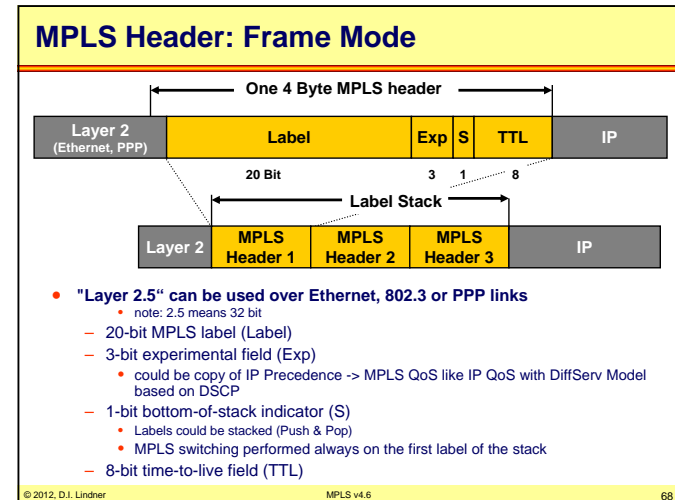 MPLS Header: Frame Mode
One 4 Byte MPLS header
Layer 2
(Ethernet, PPP)
Label
Exp
S
TTL
IP
20 Bit
3
1
8
Label Stack
Layer 2
MPLS
Header 1
MPLS
Header 2
MPLS
Header 3
IP
• "Layer 2.5“ can be used over Ethernet, 802.3 or PPP links
• note: 2.5 means 32 bit
– 20-bit MPLS label (Label)
– 3-bit experimental field (Exp)
• could be copy of IP Precedence -> MPLS QoS like IP QoS with DiffServ Model
based on DSCP
– 1-bit bottom-of-stack indicator (S)
• Labels could be stacked (Push & Pop)
• MPLS switching performed always on the first label of the stack
– 8-bit time-to-live field (TTL)
© 2012, D.I. Lindner
MPLS v4.6
68